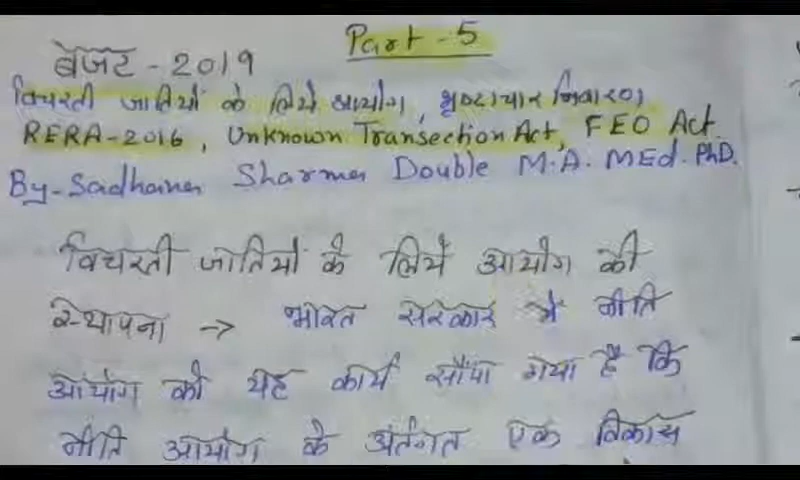 Part - 5
बजट - 2019
विचरती जातियों के लिये आयोग, भृष्टाचार निवारण
RERA-2016, Unknown Transection Act, FEO Act.
By - Sadhana Sharma Double M.A. MEd. PhD.
विचरती जातियों के लिये आयोग की
स्थापना → भारत सरकार ने नीति
आयोग को यह कार्य सौंपा गया है कि
नीति आयोग के अंतर्गत एक विकास